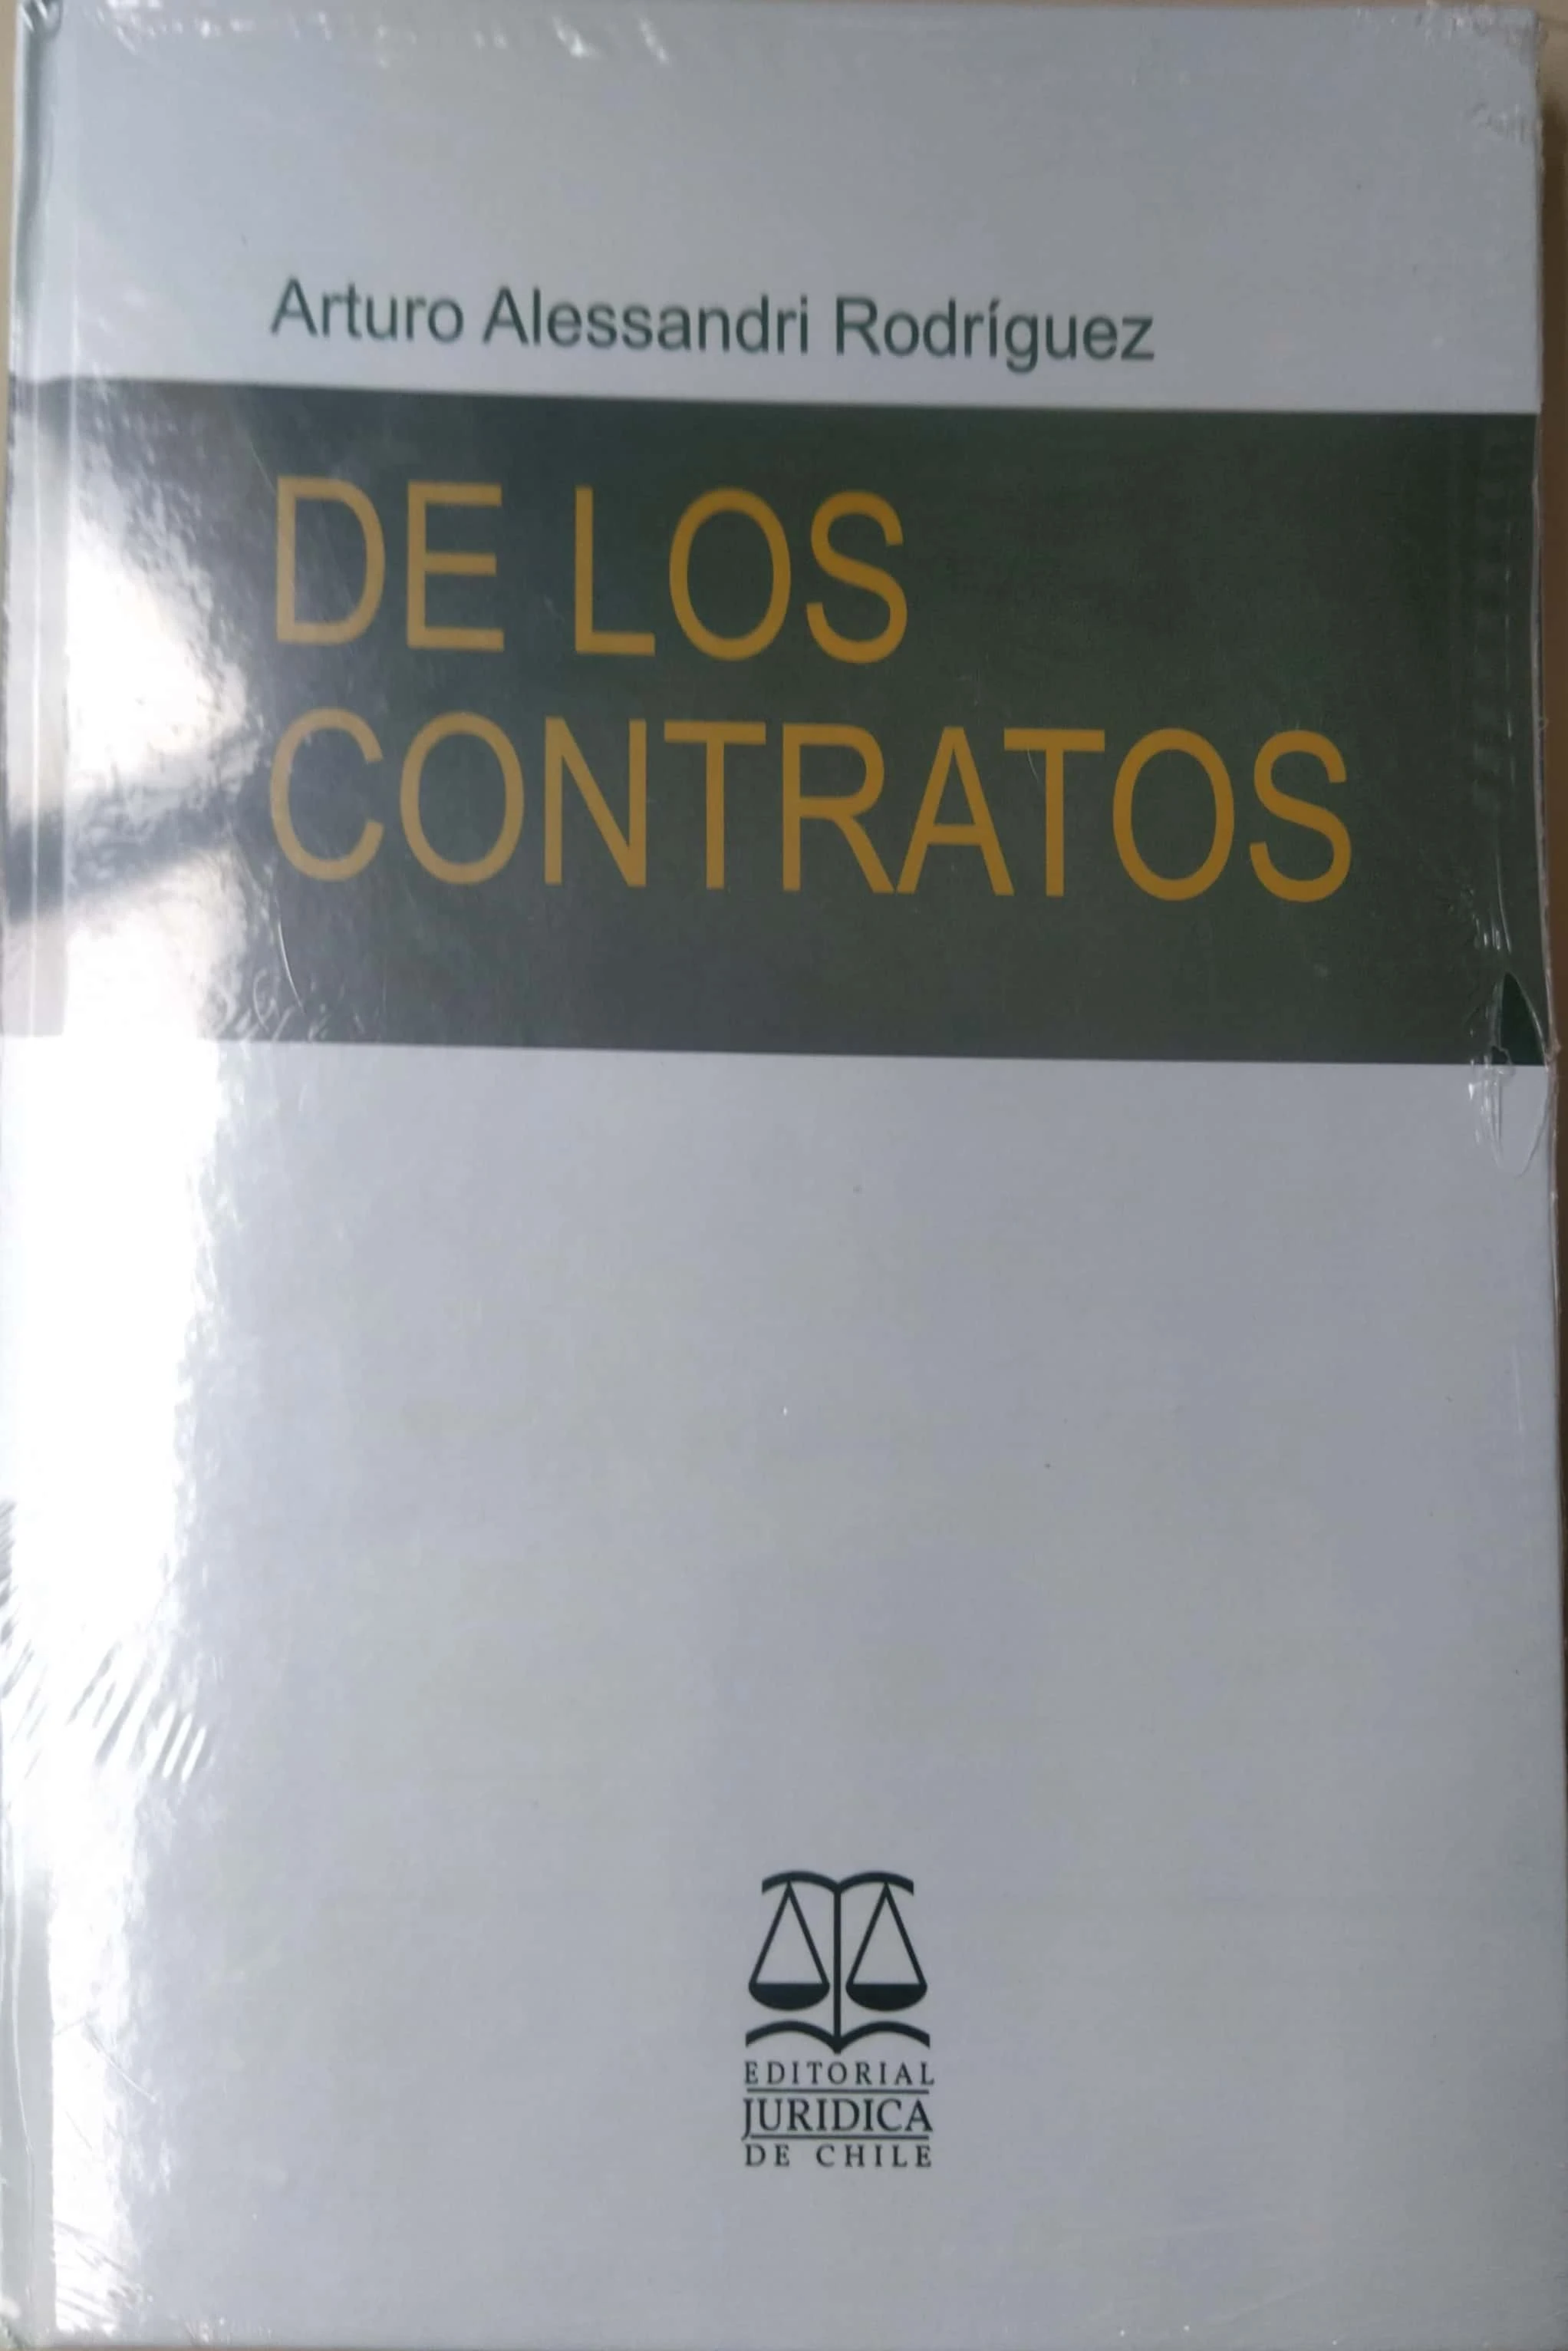 Arturo Alessandri Rodríguez
DE LOS
CONTRATOS
EDITORIAL
JURIDICA
DE CHILE